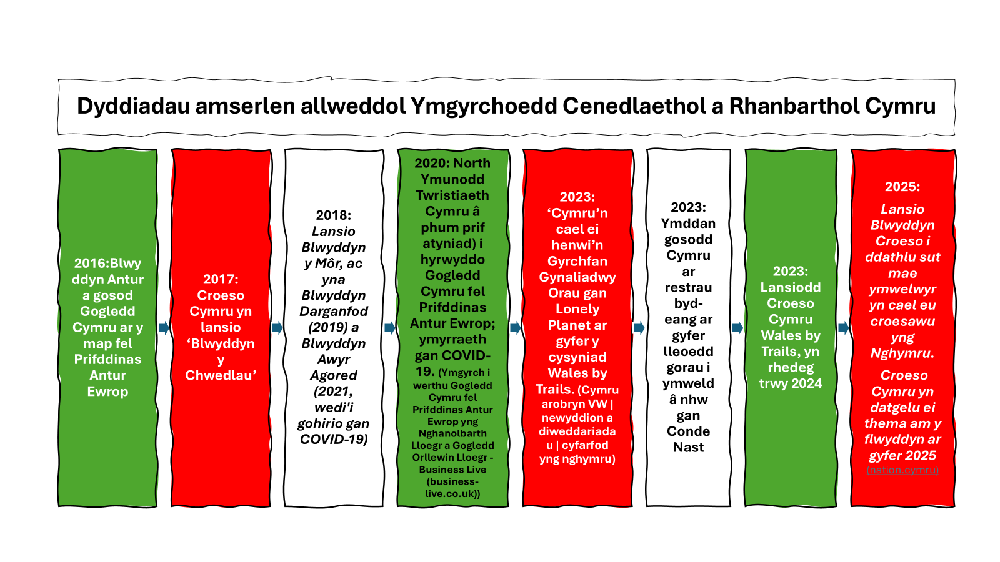 Dyddiadau amserlen allweddol Ymgyrchoedd Cenedlaethol a Rhanbarthol Cymru
2016:Blwy
ddyn Antur
a gosod
Gogledd
Cymru ar y
map fel
Prifddinas
Antur
Ewrop
2017:
Croeso
Cymru yn
lansio
‘Blwyddyn
y
Chwedlau’
2018:
Lansio
Blwyddyn
y Môr, ac
yna
Blwyddyn
Darganfod
(2019) a
Blwyddyn
Awyr
Agored
(2021,
wedi'i
gohirio gan
COVID-19)
2020: North
Ymunodd
Twristiaeth
Cymru â
phum prif
atyniad) i
hyrwyddo
Gogledd
Cymru fel
Prifddinas
Antur Ewrop;
ymyrraeth
gan COVID-
19. (Ymgyrch i
werthu Gogledd
Cymru fel
Prifddinas Antur
Ewrop yng
Nghanolbarth
Lloegr a Gogledd
Orllewin Lloegr -
Business Live
(business-
live.co.uk))
2023:
‘Cymru’n
cael ei
henwi’n
Gyrchfan
Gynaliadwy
Orau gan
Lonely
Planet ar
gyfer y
cysyniad
Wales by
Trails. (Cymru
arobryn VW |
newyddion a
diweddariada
u | cyfarfod
yng nghymru)
2023:
Ymddan
gosodd
Cymru
ar
restrau
byd-
eang ar
gyfer
lleoedd
gorau i
ymweld
â nhw
gan
Conde
Nast
2023:
Lansiodd
Croeso
Cymru
Wales by
Trails, yn
rhedeg
trwy 2024
2025:
Lansio
Blwyddyn
Croeso i
ddathlu sut
mae
ymwelwyr
yn cael eu
croesawu
yng
Nghymru.
Croeso
Cymru yn
datgelu ei
thema am y
flwyddyn ar
gyfer 2025
(nation.cymru)